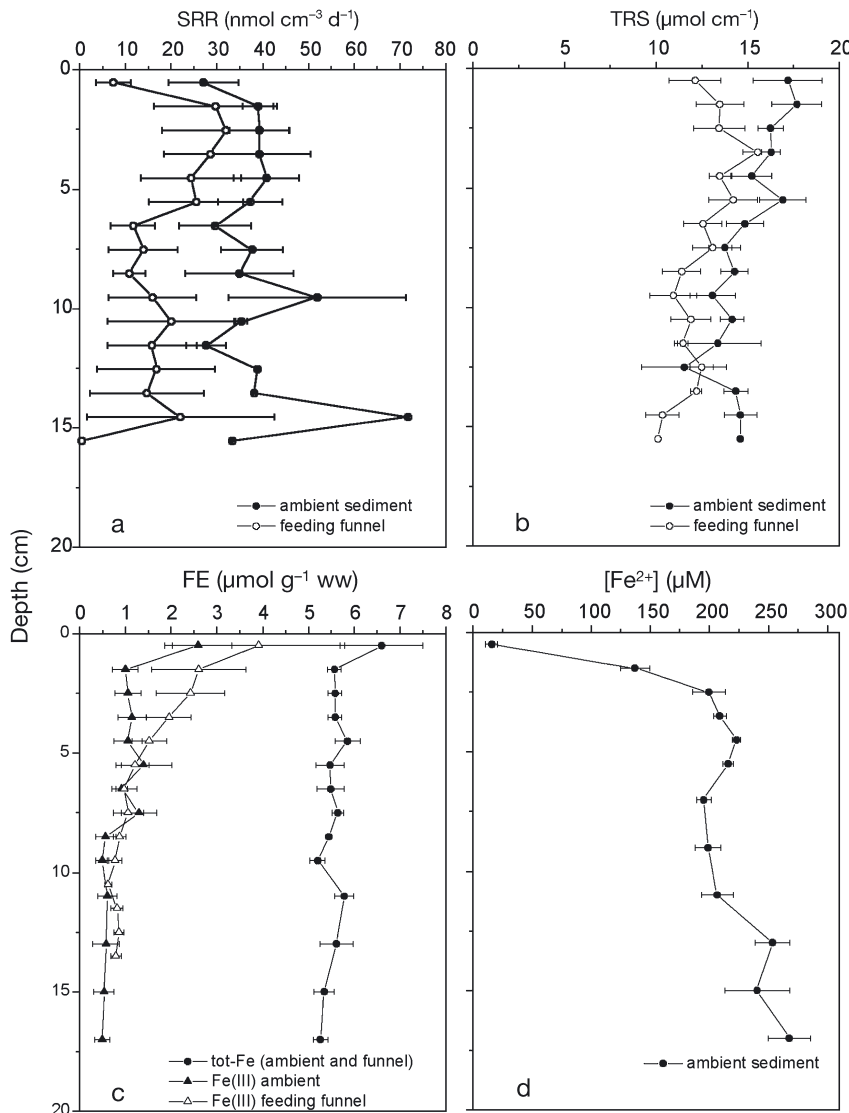 SRR (nmol cm⁻³ d⁻¹)
0 10 20 30 40 50 60 70 80
0
5
10
15
20
ambient sediment
feeding funnel
a
TRS (µmol cm⁻¹)
0 5 10 15 20
ambient sediment
feeding funnel
b
Depth (cm)
FE (µmol g⁻¹ ww)
0 1 2 3 4 5 6 7 8
0
5
10
15
20
tot-Fe (ambient and funnel)
Fe(III) ambient
Fe(III) feeding funnel
c
[Fe²⁺] (µM)
0 50 100 150 200 250 300
ambient sediment
d